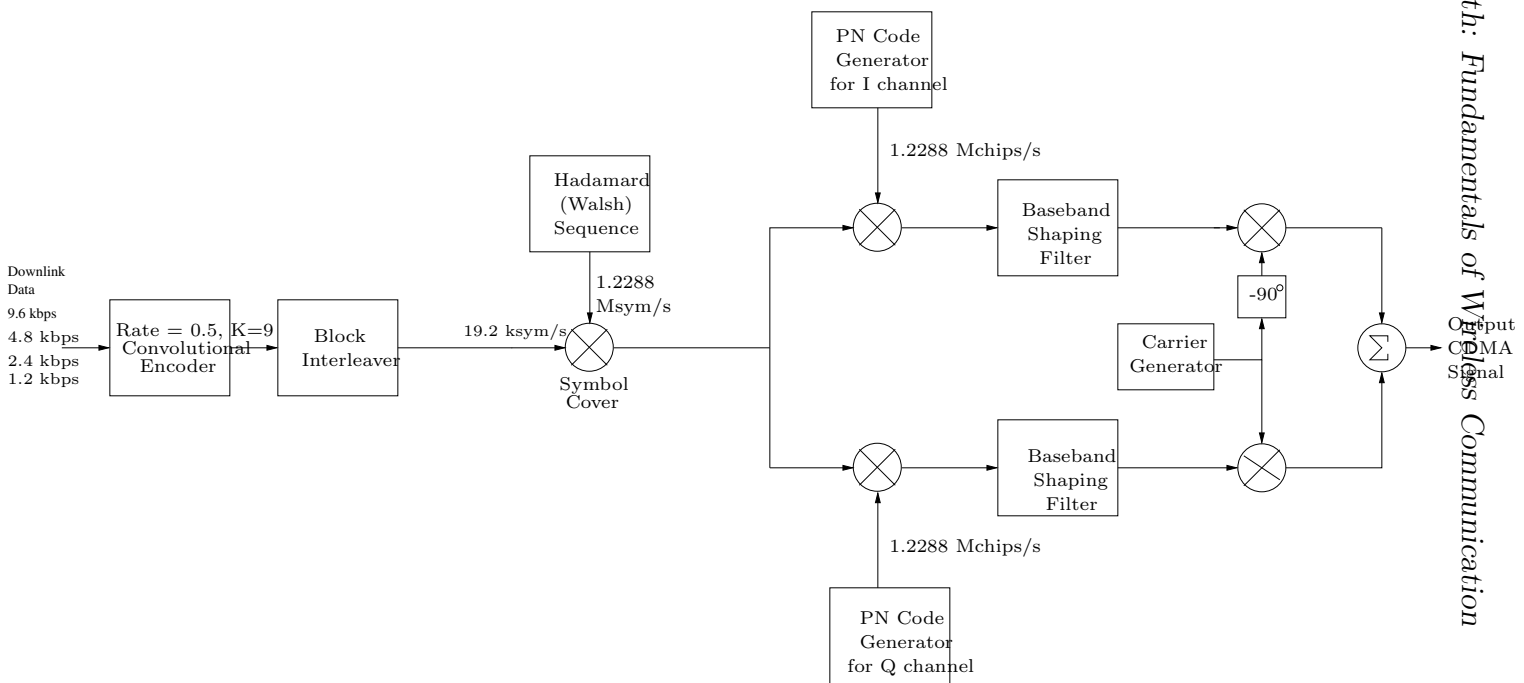 PN Code
Generator
for I channel
1.2288 Mchips/s
Hadamard
(Walsh)
Sequence
1.2288
Msym/s
Downlink
Data
9.6 kbps
4.8 kbps
2.4 kbps
1.2 kbps
Rate = 0.5, K=9
Convolutional
Encoder
Block
Interleaver
19.2 ksym/s
Symbol
Cover
Baseband
Shaping
Filter
-90°
Carrier
Generator
Σ
Output
CDMA
Signal
Baseband
Shaping
Filter
1.2288 Mchips/s
PN Code
Generator
for Q channel
th: Fundamentals of Wireless Communication